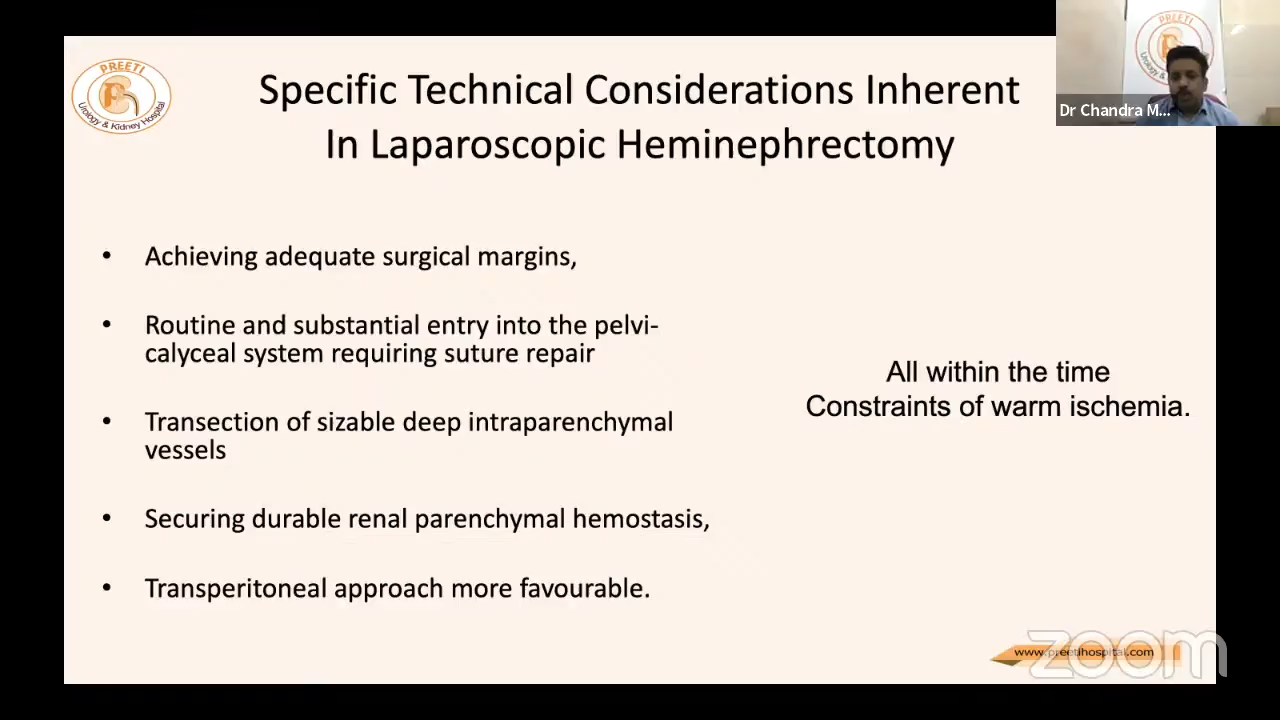 PREETI
Urology & Kidney Hospital
Specific Technical Considerations Inherent
In Laparoscopic Heminephrectomy
Dr Chandra M...
• Achieving adequate surgical margins,
• Routine and substantial entry into the pelvi-
calyceal system requiring suture repair
• Transection of sizable deep intraparenchymal
vessels
• Securing durable renal parenchymal hemostasis,
• Transperitoneal approach more favourable.
All within the time
Constraints of warm ischemia.
www.preetihospital.com
zoom